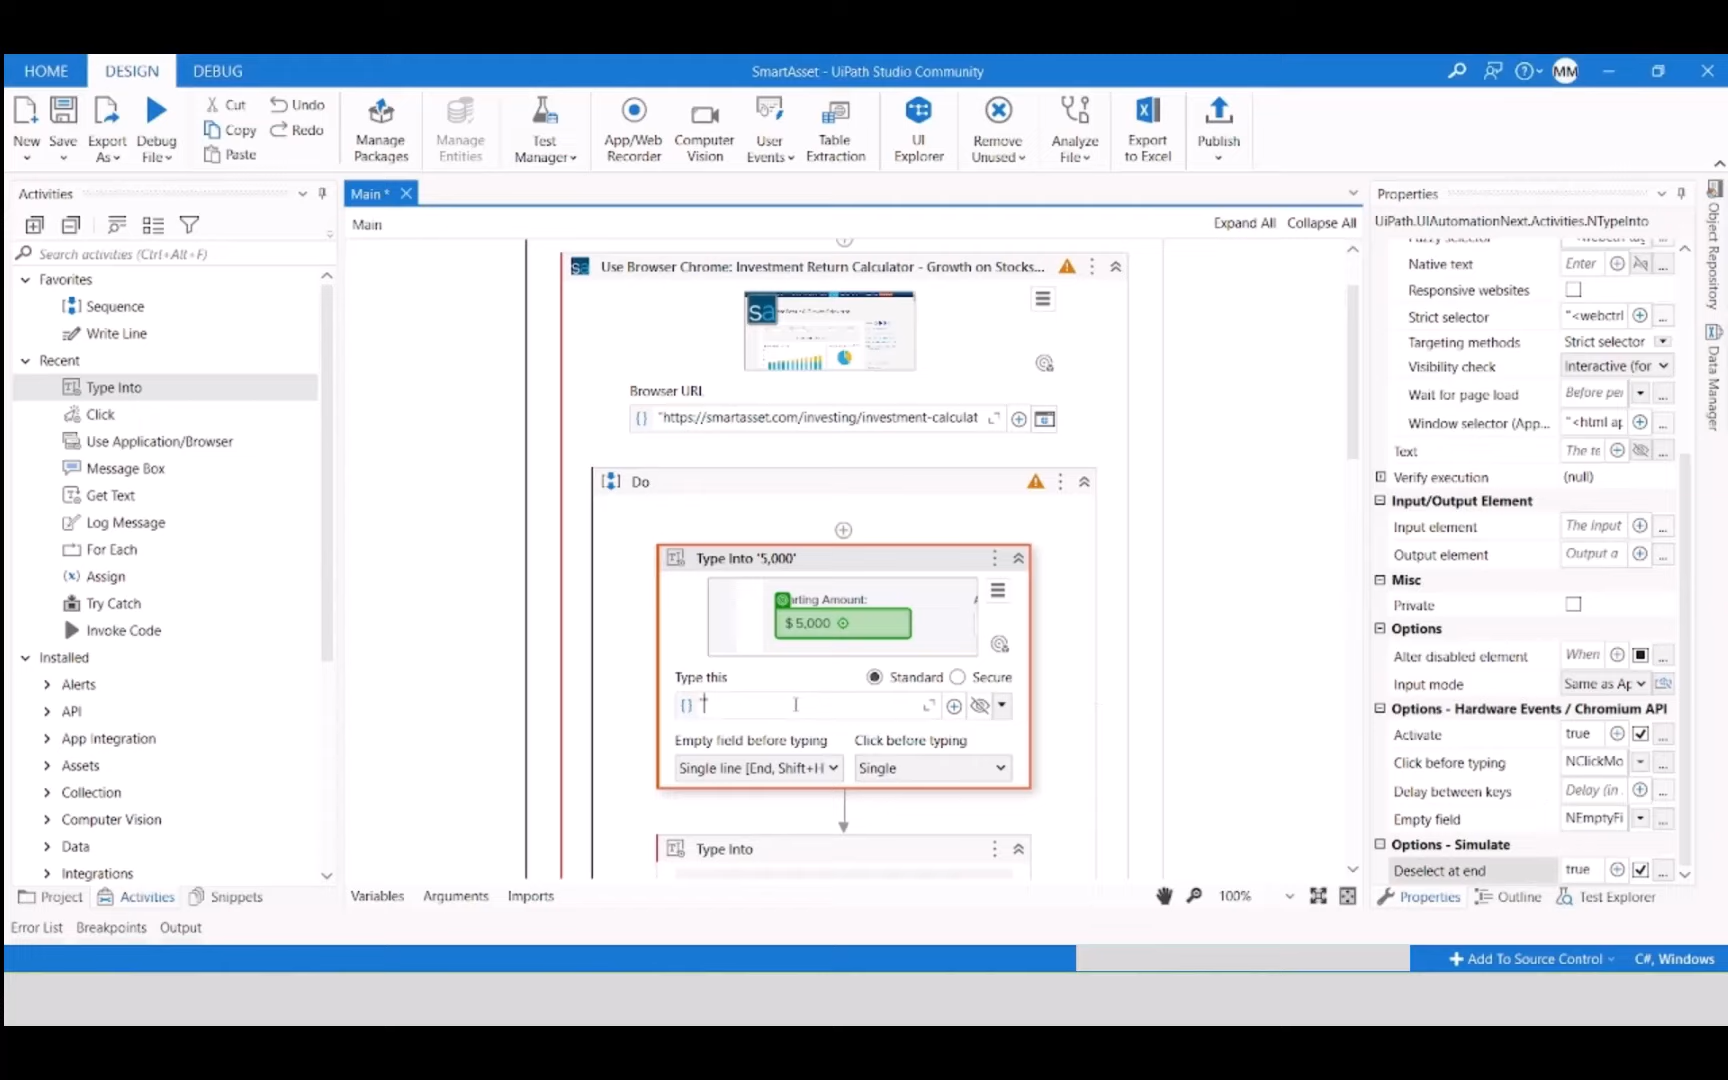 HOME DESIGN DEBUG
SmartAsset - UiPath Studio Community
MM
New
Save
Export As
Debug File
Cut
Copy
Paste
Undo
Redo
Manage Packages
Manage Entities
Test Manager
App/Web Recorder
Computer Vision
User Events
Table Extraction
UI Explorer
Remove Unused
Analyze File
Export to Excel
Publish
Activities
Search activities (Ctrl+Alt+F)
Favorites
Sequence
Write Line
Recent
Type Into
Click
Use Application/Browser
Message Box
Get Text
Log Message
For Each
Assign
Try Catch
Invoke Code
Installed
Alerts
API
App Integration
Assets
Collection
Computer Vision
Data
Integrations
Project Activities Snippets
Main *
Main
Expand All Collapse All
Use Browser Chrome: Investment Return Calculator - Growth on Stocks...
sa
Browser URL
"https://smartasset.com/investing/investment-calculat
Do
Type Into '5,000'
arting Amount:
$ 5,000
Type this
Standard Secure
Empty field before typing Click before typing
Single line [End, Shift+H Single
Type Into
Variables Arguments Imports
100%
Properties
UiPath.UIAutomationNext.Activities.NTypeInto
Native text Enter
Responsive websites
Strict selector "<webctrl
Targeting methods Strict selector
Visibility check Interactive (for
Wait for page load Before per
Window selector (App... "<html ap
Text The te
Verify execution (null)
Input/Output Element
Input element The Input
Output element Output a
Misc
Private
Options
Alter disabled element When
Input mode Same as Ap
Options - Hardware Events / Chromium API
Activate true
Click before typing NClickMo
Delay between keys Delay (in
Empty field NEmptyFi
Options - Simulate
Deselect at end true
Properties Outline Test Explorer
Object Repository
Data Manager
Error List Breakpoints Output
Add To Source Control C#, Windows